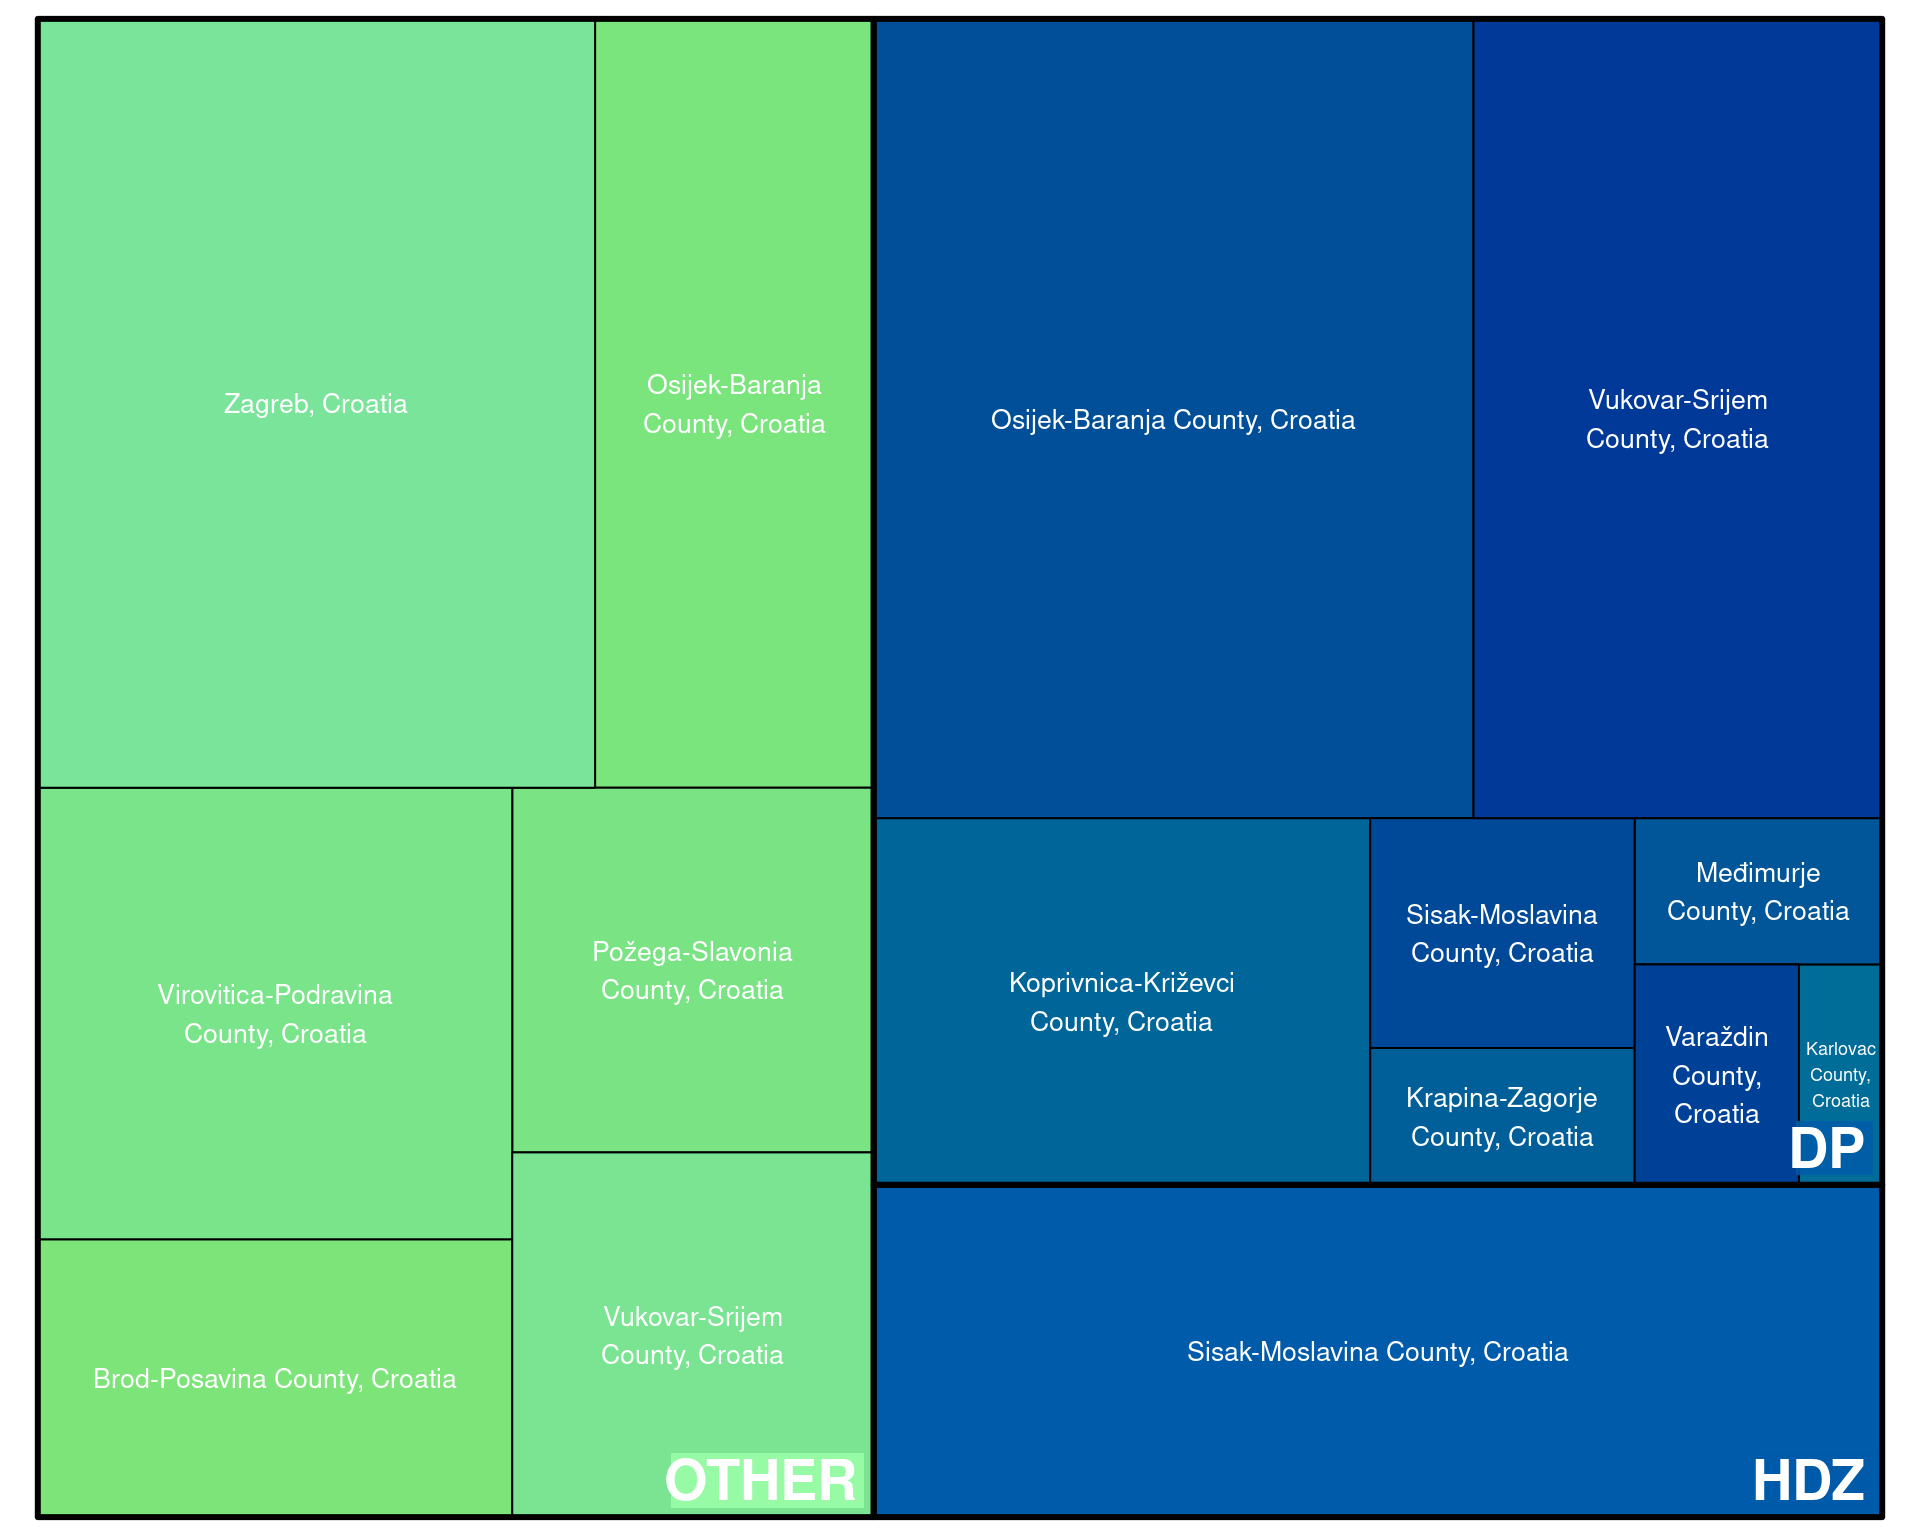 Zagreb, Croatia
Osijek-Baranja
County, Croatia
Virovitica-Podravina
County, Croatia
Požega-Slavonia
County, Croatia
Brod-Posavina County, Croatia
Vukovar-Srijem
County, Croatia
OTHER
Osijek-Baranja County, Croatia
Vukovar-Srijem
County, Croatia
Koprivnica-Križevci
County, Croatia
Sisak-Moslavina
County, Croatia
Krapina-Zagorje
County, Croatia
Međimurje
County, Croatia
Varaždin
County,
Croatia
Karlovac
County,
Croatia
DP
Sisak-Moslavina County, Croatia
HDZ